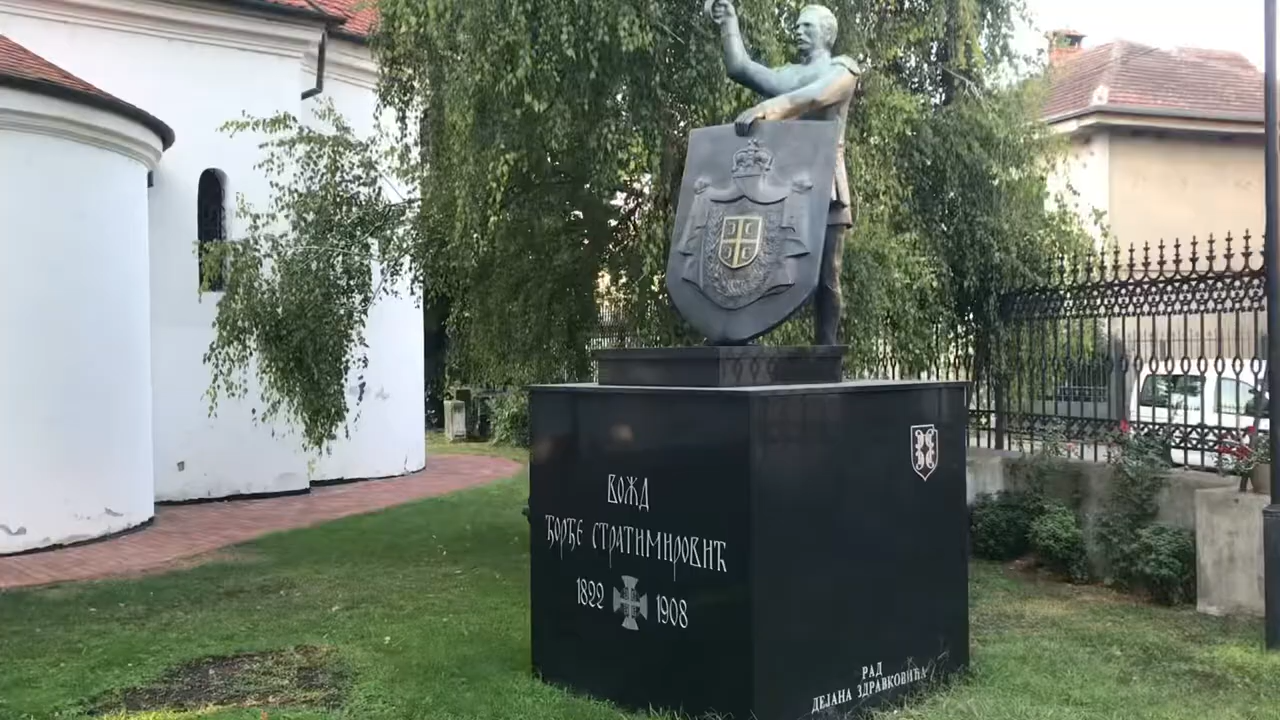 ВОЖД
ЂОРЂЕ СТРАТИМИРОВИЋ
1822 1908
РАД
ДЕЈАНА ЗДРАВКОВИЋА